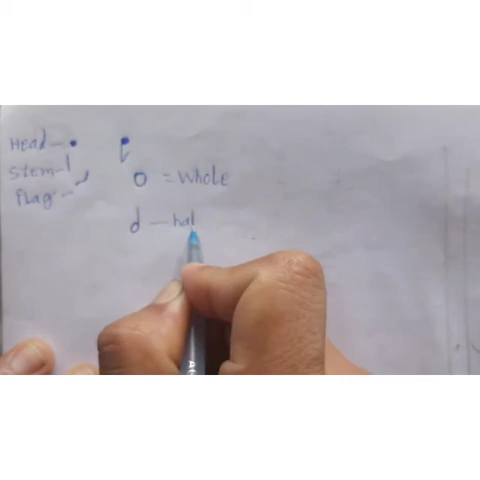 Head -
Stem -
flag -
= Whole
- hal